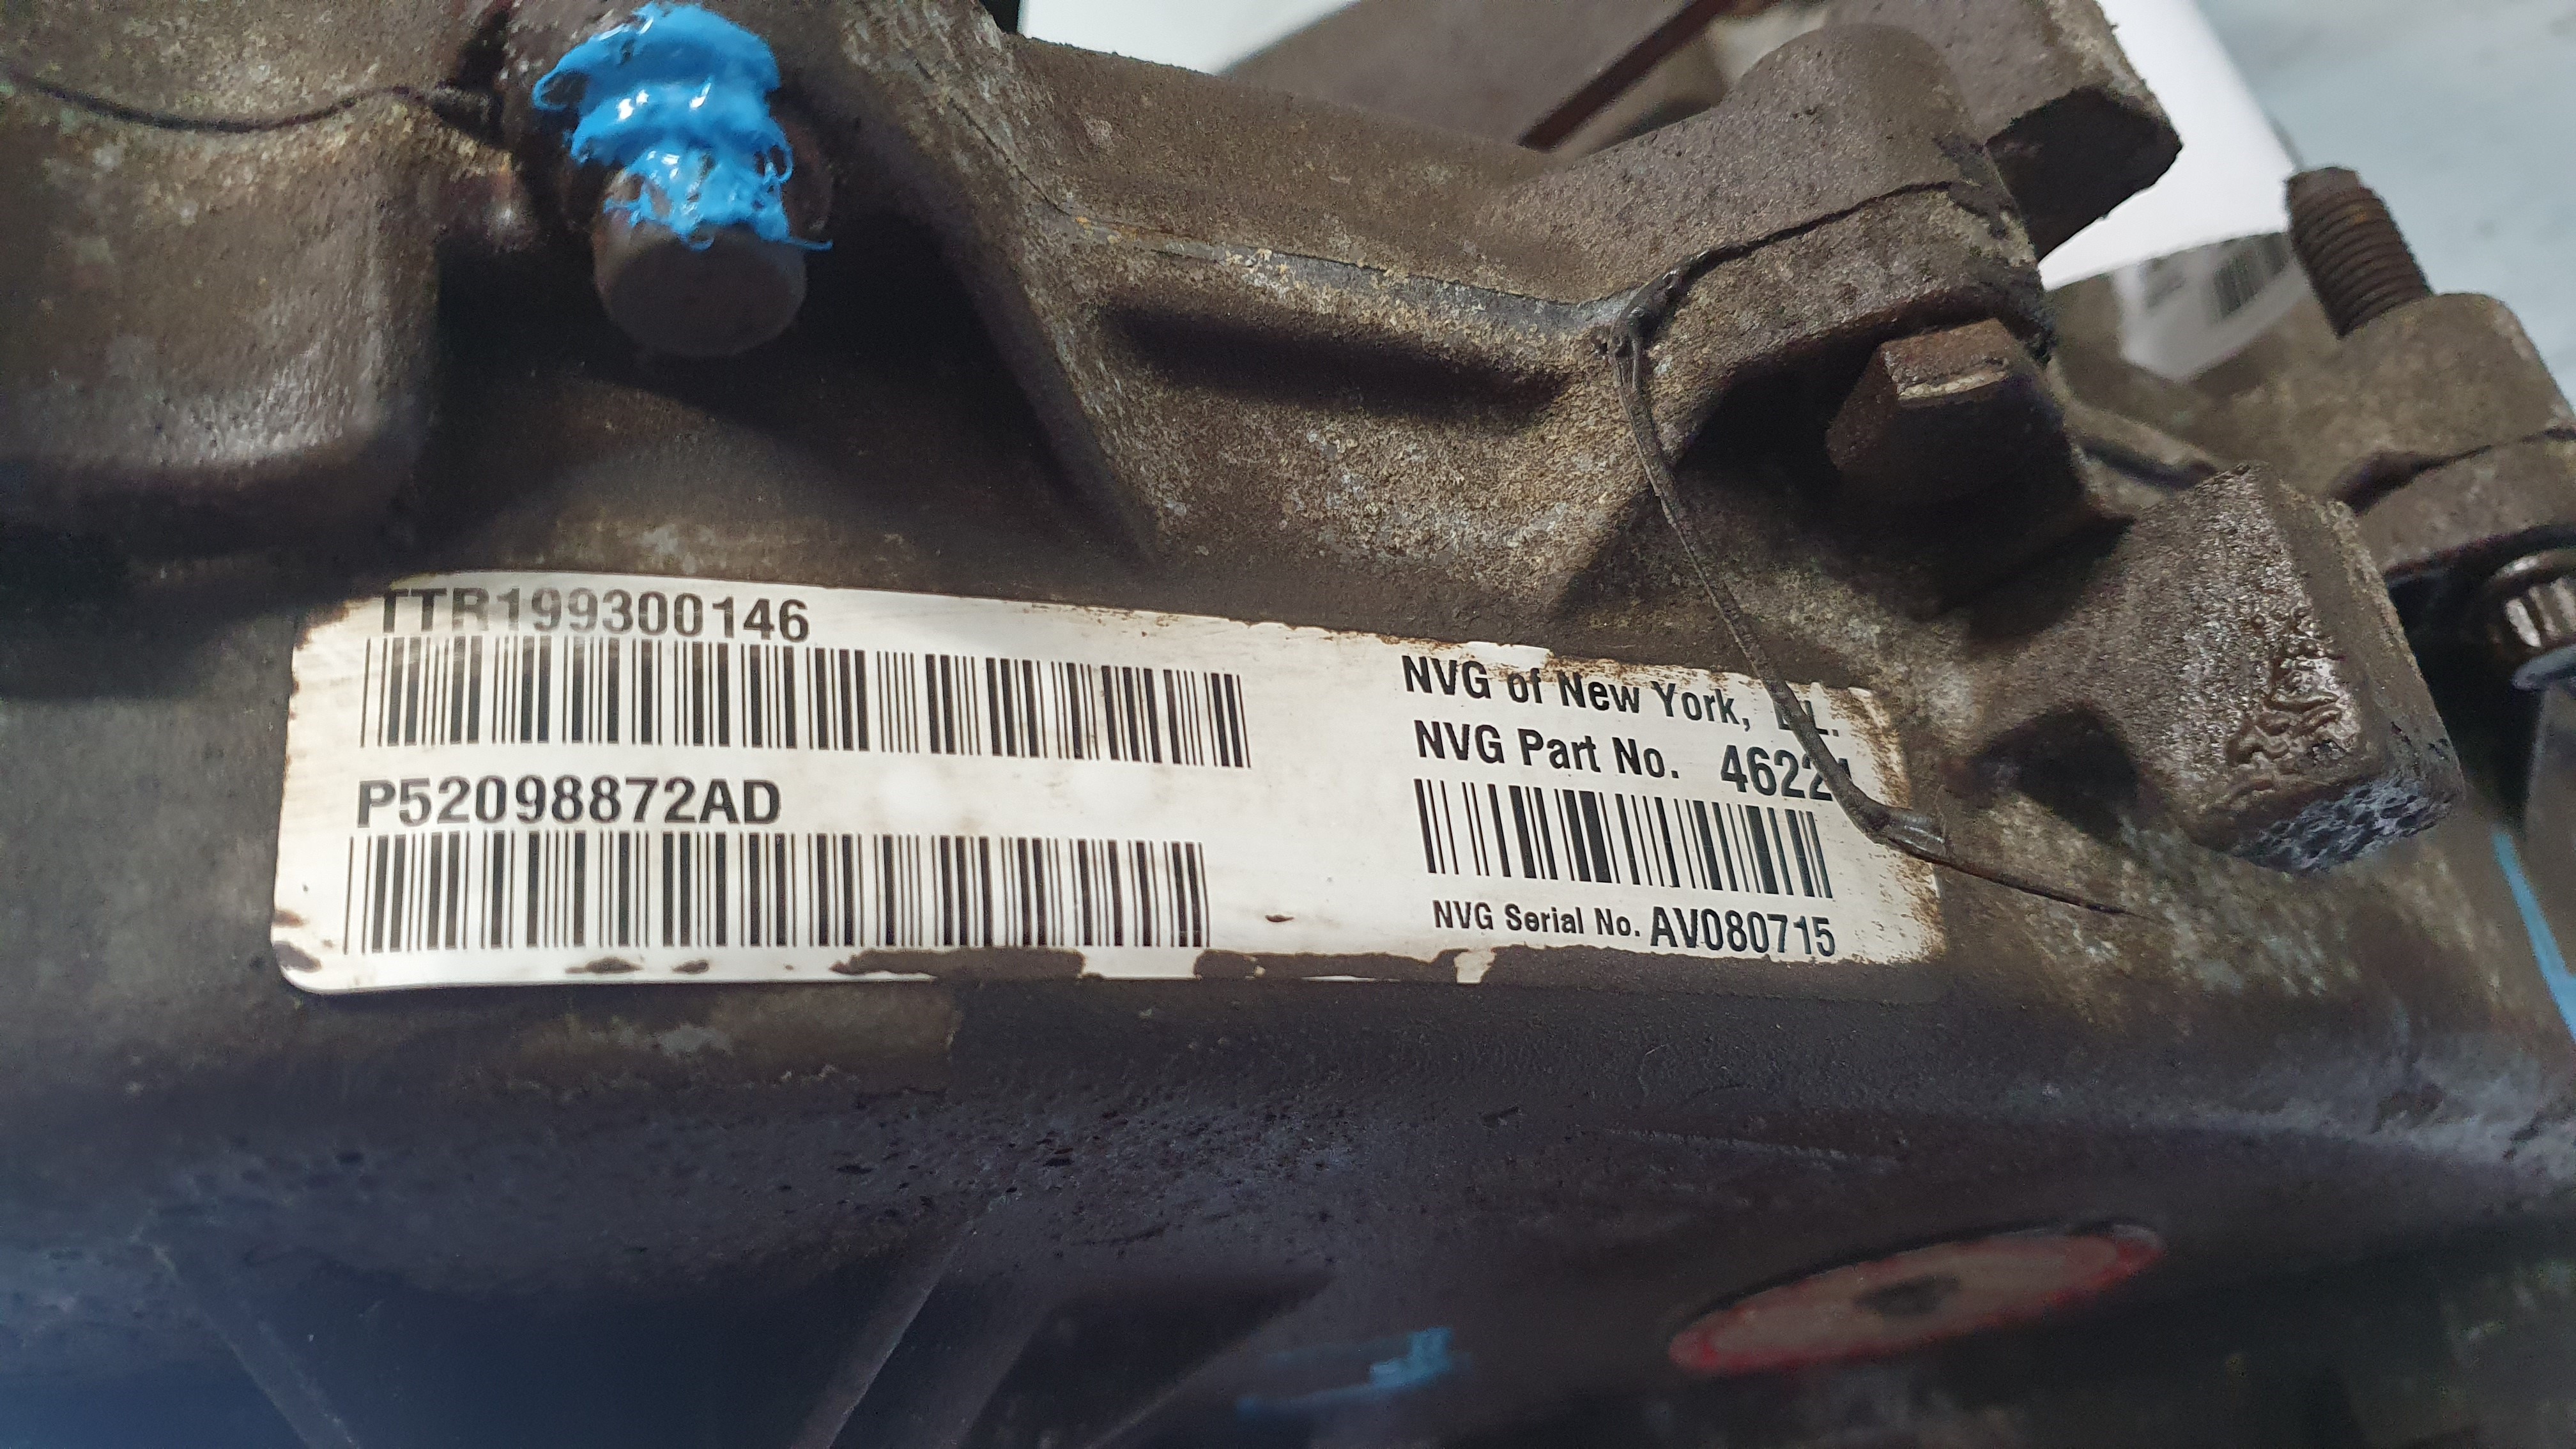 TTR199300146
P52098872AD
NVG of New York,
NVG Part No.
NVG Serial No. AV080715